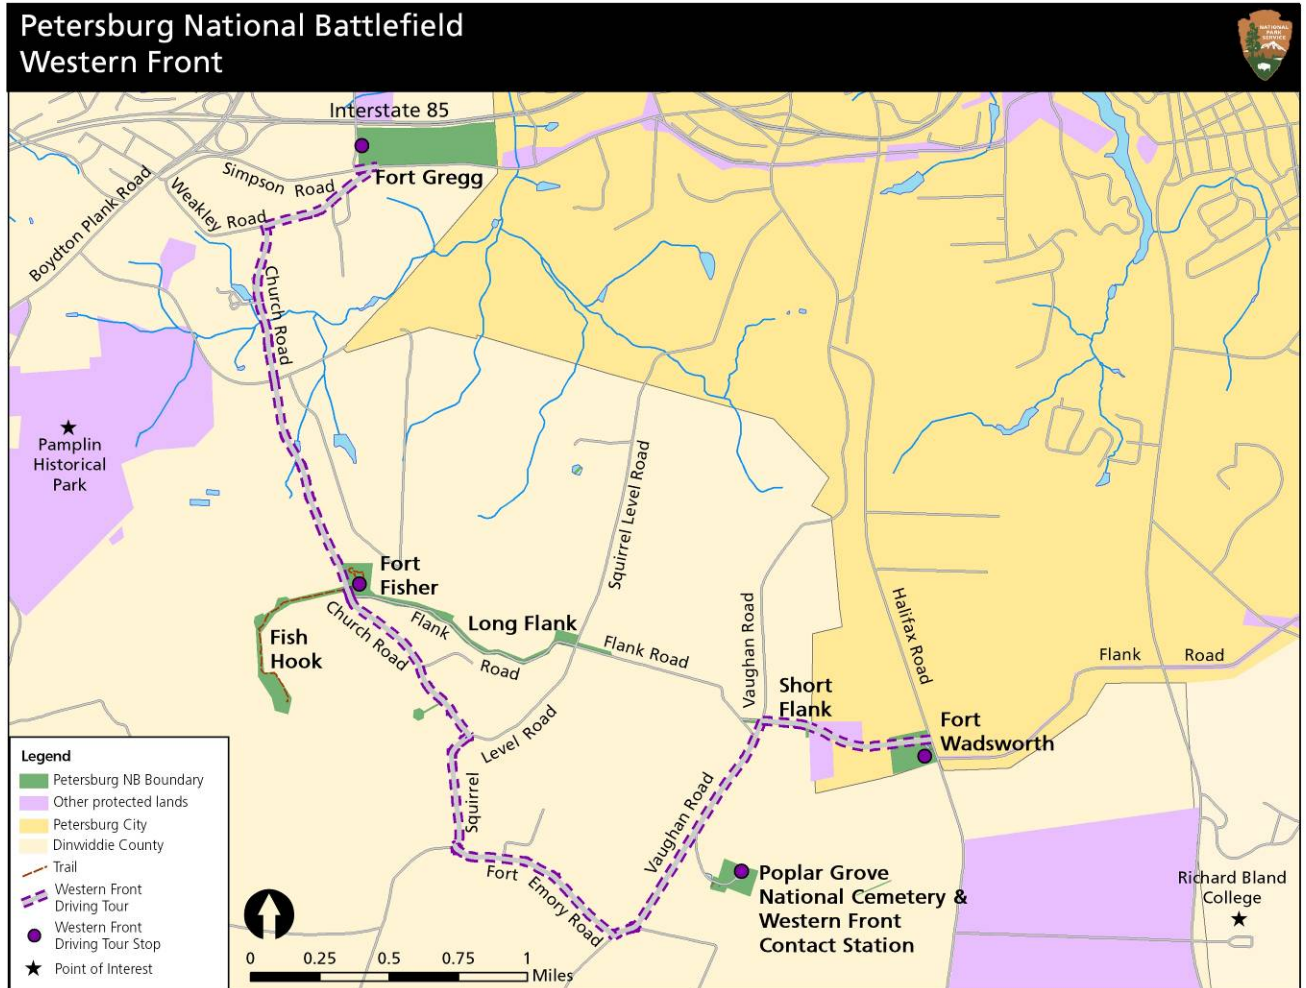 Petersburg National Battlefield
Western Front
NATIONAL
PARK
SERVICE
Interstate 85
Fort Gregg
Simpson Road
Weakley Road
Boydton Plank Road
Church Road
Pamplin
Historical
Park
Squirrel Level Road
Fort
Fisher
Fish
Hook
Church Road
Flank
Road
Long Flank
Flank Road
Vaughan Road
Halifax Road
Flank Road
Short
Flank
Fort
Wadsworth
Level Road
Squirrel
Vaughan Road
Fort Emory Road
Poplar Grove
National Cemetery &
Western Front
Contact Station
Richard Bland
College
Legend
Petersburg NB Boundary
Other protected lands
Petersburg City
Dinwiddie County
Trail
Western Front
Driving Tour
Western Front
Driving Tour Stop
Point of Interest
0 0.25 0.5 0.75 1
Miles